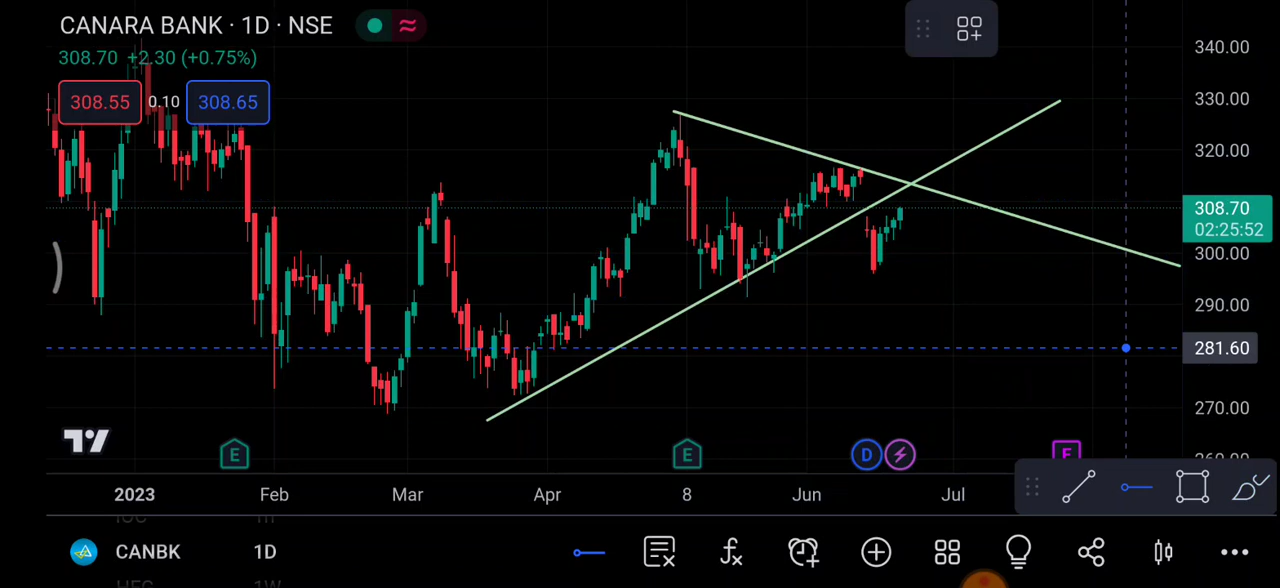 CANARA BANK · 1D · NSE
308.70 +2.30 (+0.75%)
308.55 0.10 308.65
340.00
330.00
320.00
308.70
02:25:52
300.00
290.00
281.60
270.00
E E D E
2023 Feb Mar Apr 8 Jun Jul
CANBK 1D